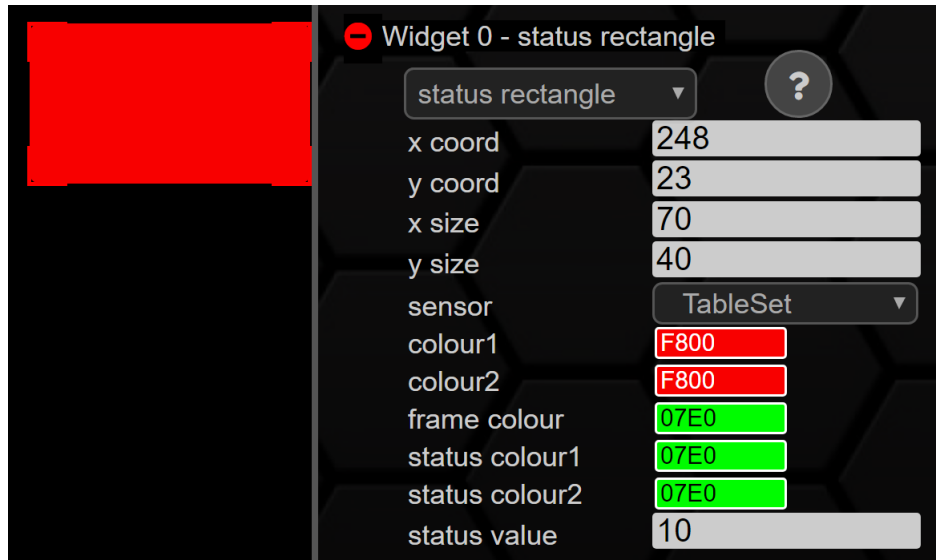 Widget 0 - status rectangle
status rectangle ?
x coord 248
y coord 23
x size 70
y size 40
sensor TableSet
colour1 F800
colour2 F800
frame colour 07E0
status colour1 07E0
status colour2 07E0
status value 10